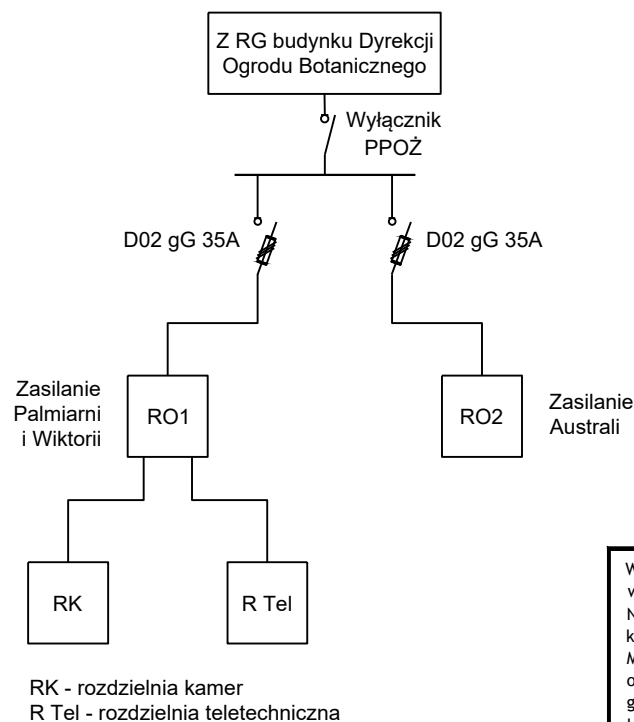 Z RG budynku Dyrekcji
Ogrodu Botanicznego
Wyłącznik
PPOŻ
D02 gG 35A
D02 gG 35A
Zasilanie
Palmiarni
i Wiktorii
RO1
RO2
Zasilanie
Australi
RK
R Tel
RK - rozdzielnia kamer
R Tel - rozdzielnia teletechniczna